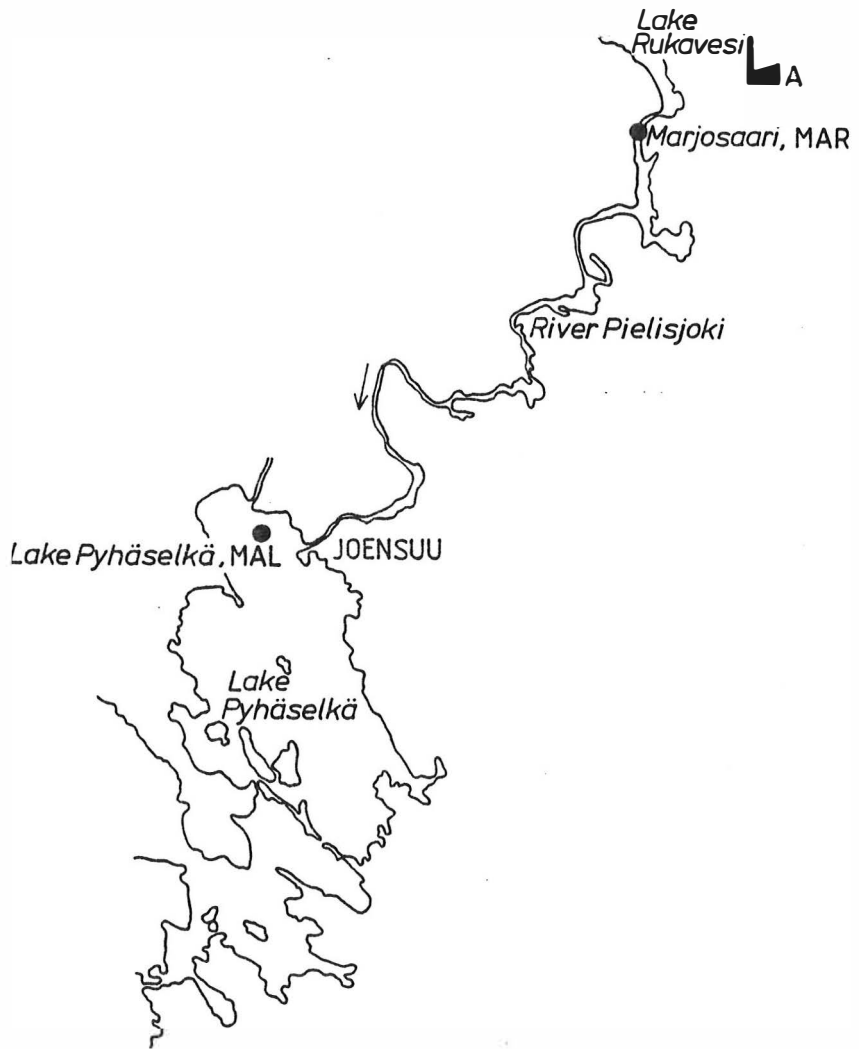 Lake
Rukavesi
A
Marjosaari, MAR
River Pielisjoki
Lake Pyhäselkä, MAL
JOENSUU
Lake
Pyhäselkä